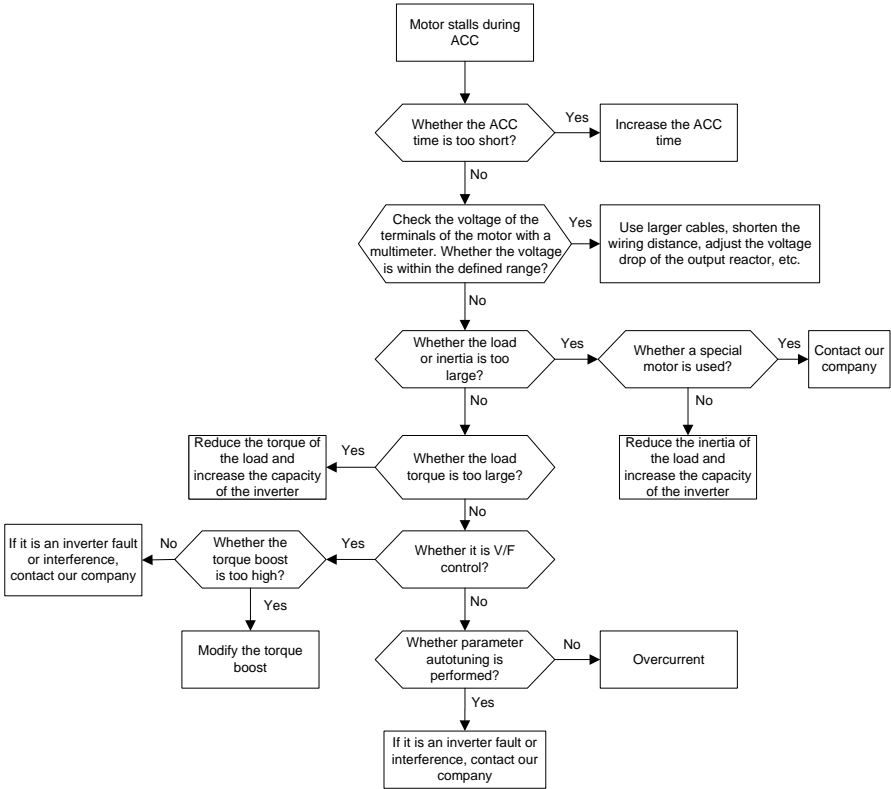 Motor stalls during
ACC
Whether the ACC
time is too short?
Yes
Increase the ACC
time
No
Check the voltage of the
terminals of the motor with a
multimeter. Whether the voltage
is within the defined range?
Yes
Use larger cables, shorten the
wiring distance, adjust the voltage
drop of the output reactor, etc.
No
Whether the load
or inertia is too
large?
Yes
Whether a special
motor is used?
Yes
Contact our
company
No
No
Reduce the torque of
the load and
increase the capacity
of the inverter
Yes
Whether the load
torque is too large?
Reduce the inertia of
the load and
increase the capacity
of the inverter
No
If it is an inverter fault
or interference,
contact our company
No
Whether the
torque boost
is too high?
Yes
Whether it is V/F
control?
Yes
No
Modify the torque
boost
Whether parameter
autotuning is
performed?
No
Overcurrent
Yes
If it is an inverter fault or
interference, contact our
company